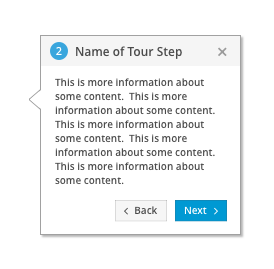 2 Name of Tour Step ×
This is more information about
some content.  This is more
information about some content.
This is more information about
some content.  This is more
information about some content.
This is more information about
some content.
< Back Next >